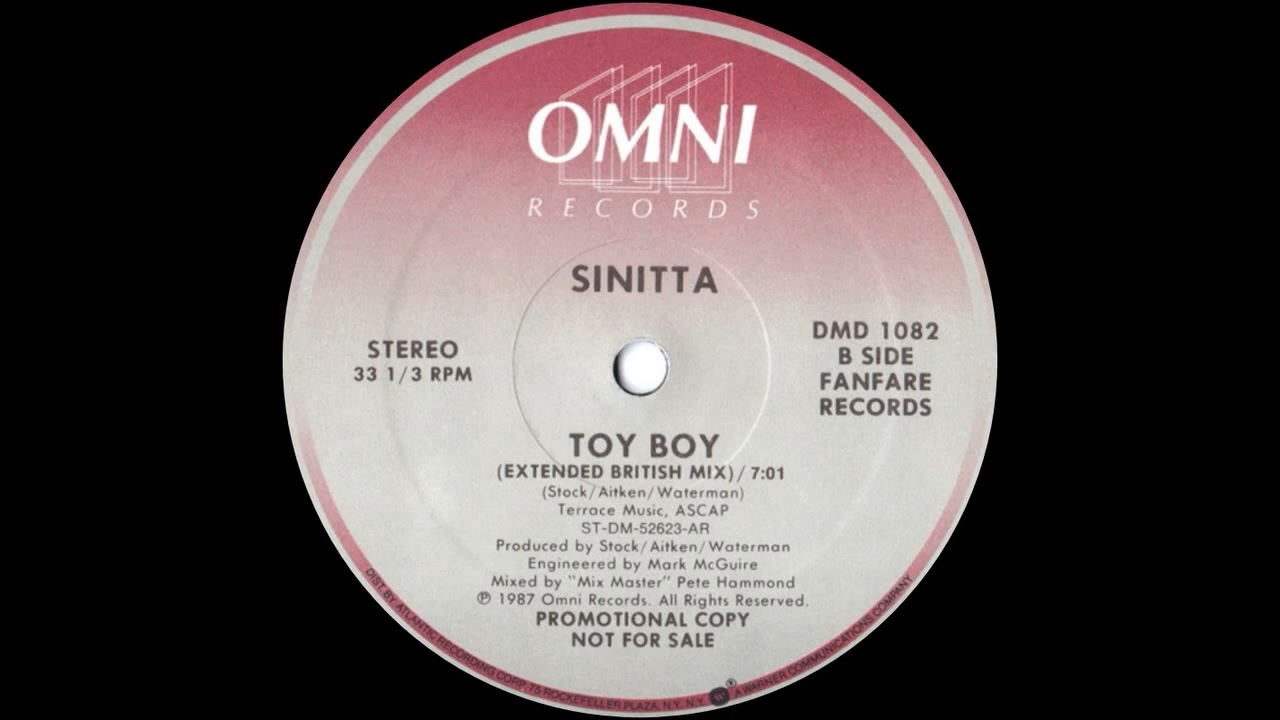 OMNI
RECORDS
SINITTA
STEREO
33 1/3 RPM
DMD 1082
B SIDE
FANFARE
RECORDS
TOY BOY
(EXTENDED BRITISH MIX) / 7:01
(Stock/Aitken/Waterman)
Terrace Music, ASCAP
ST-DM-52623-AR
Produced by Stock/Aitken/Waterman
Engineered by Mark McGuire
Mixed by "Mix Master" Pete Hammond
℗ 1987 Omni Records. All Rights Reserved.
PROMOTIONAL COPY
NOT FOR SALE
DIST. BY ATLANTIC RECORDING CORP., 75 ROCKEFELLER PLAZA, N.Y., N.Y. W ® A WARNER COMMUNICATIONS COMPANY